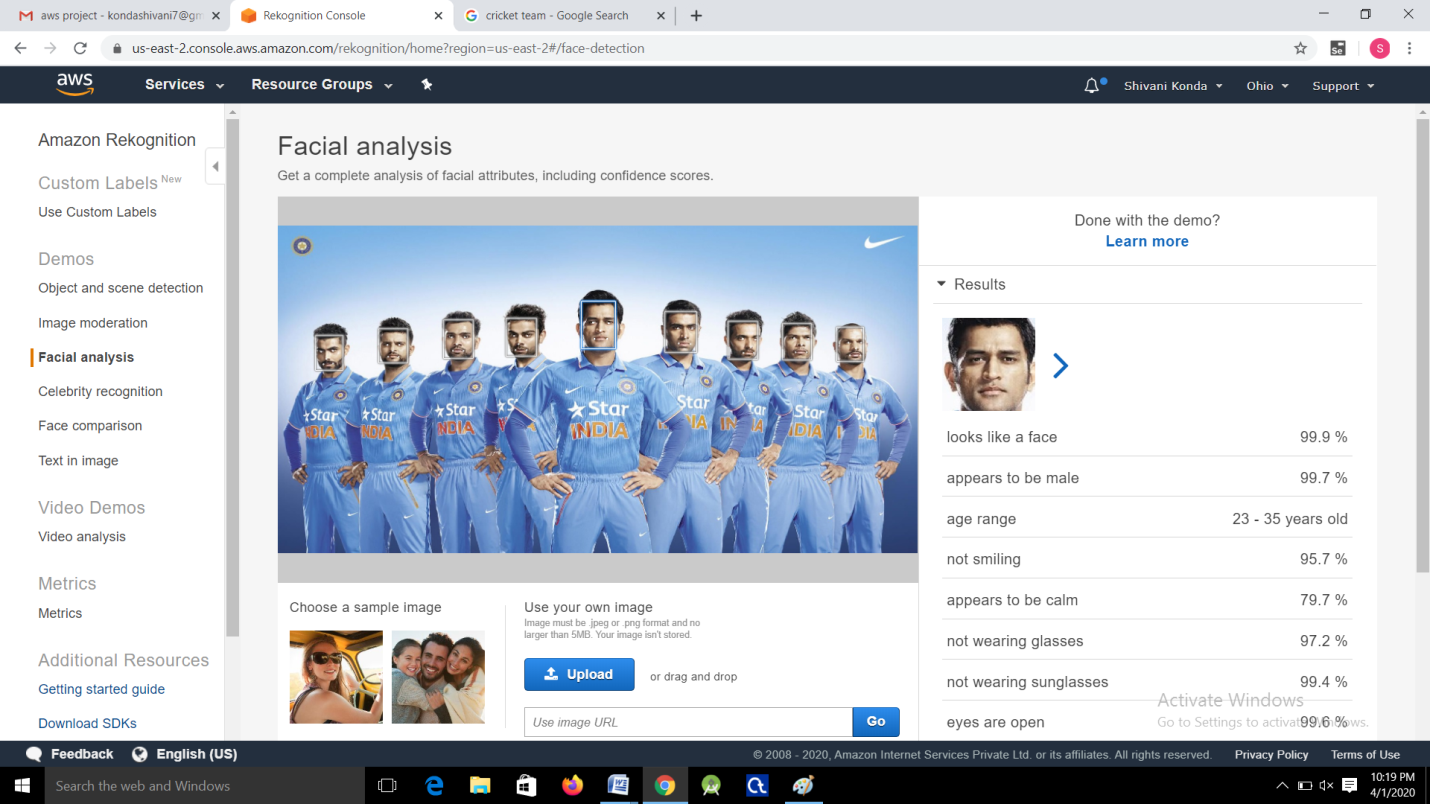 aws project - kondashivani7@gm
Rekognition Console
cricket team - Google Search
us-east-2.console.aws.amazon.com/rekognition/home?region=us-east-2#/face-detection
aws
Services
Resource Groups
Shivani Konda
Ohio
Support
Amazon Rekognition
Custom Labels New
Use Custom Labels
Demos
Object and scene detection
Image moderation
Facial analysis
Celebrity recognition
Face comparison
Text in image
Video Demos
Video analysis
Metrics
Metrics
Additional Resources
Getting started guide
Download SDKs
Facial analysis
Get a complete analysis of facial attributes, including confidence scores.
Star
INDIA
Star
INDIA
Star
INDIA
Star
INDIA
Star
INDIA
Choose a sample image
Use your own image
Image must be .jpeg or .png format and no
larger than 5MB. Your image isn't stored.
Upload
or drag and drop
Use image URL
Go
Done with the demo?
Learn more
Results
looks like a face 99.9 %
appears to be male 99.7 %
age range 23 - 35 years old
not smiling 95.7 %
appears to be calm 79.7 %
not wearing glasses 97.2 %
not wearing sunglasses 99.4 %
eyes are open 99.6 %
Activate Windows
Go to Settings to activate Windows.
Feedback
English (US)
© 2008 - 2020, Amazon Internet Services Private Ltd. or its affiliates. All rights reserved.
Privacy Policy
Terms of Use
Search the web and Windows
10:19 PM
4/1/2020